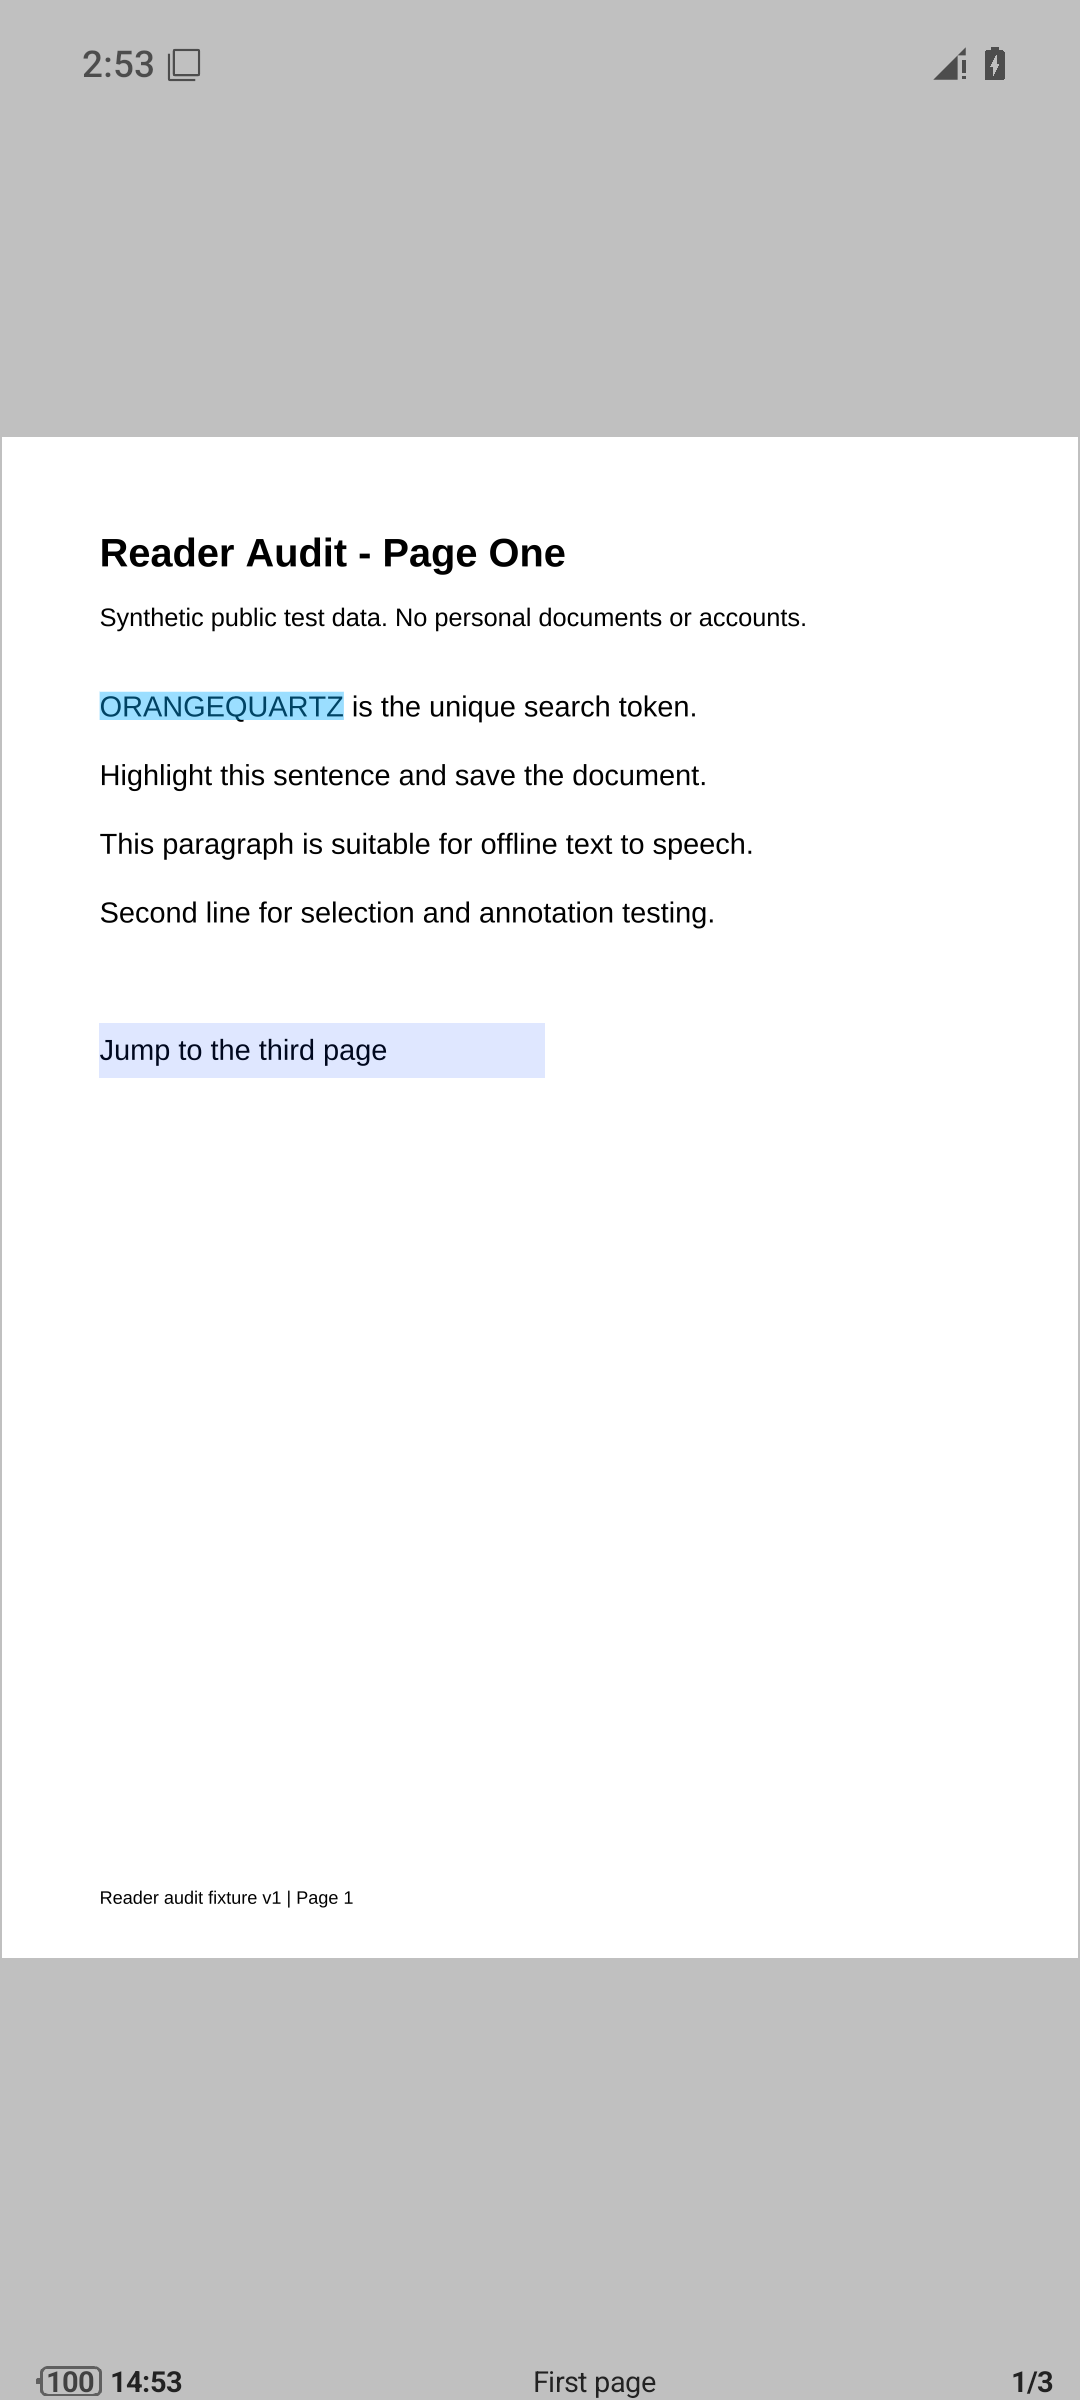 2:53
Reader Audit - Page One
Synthetic public test data. No personal documents or accounts.
ORANGEQUARTZ is the unique search token.
Highlight this sentence and save the document.
This paragraph is suitable for offline text to speech.
Second line for selection and annotation testing.
Jump to the third page
Reader audit fixture v1 | Page 1
100 14:53 First page 1/3